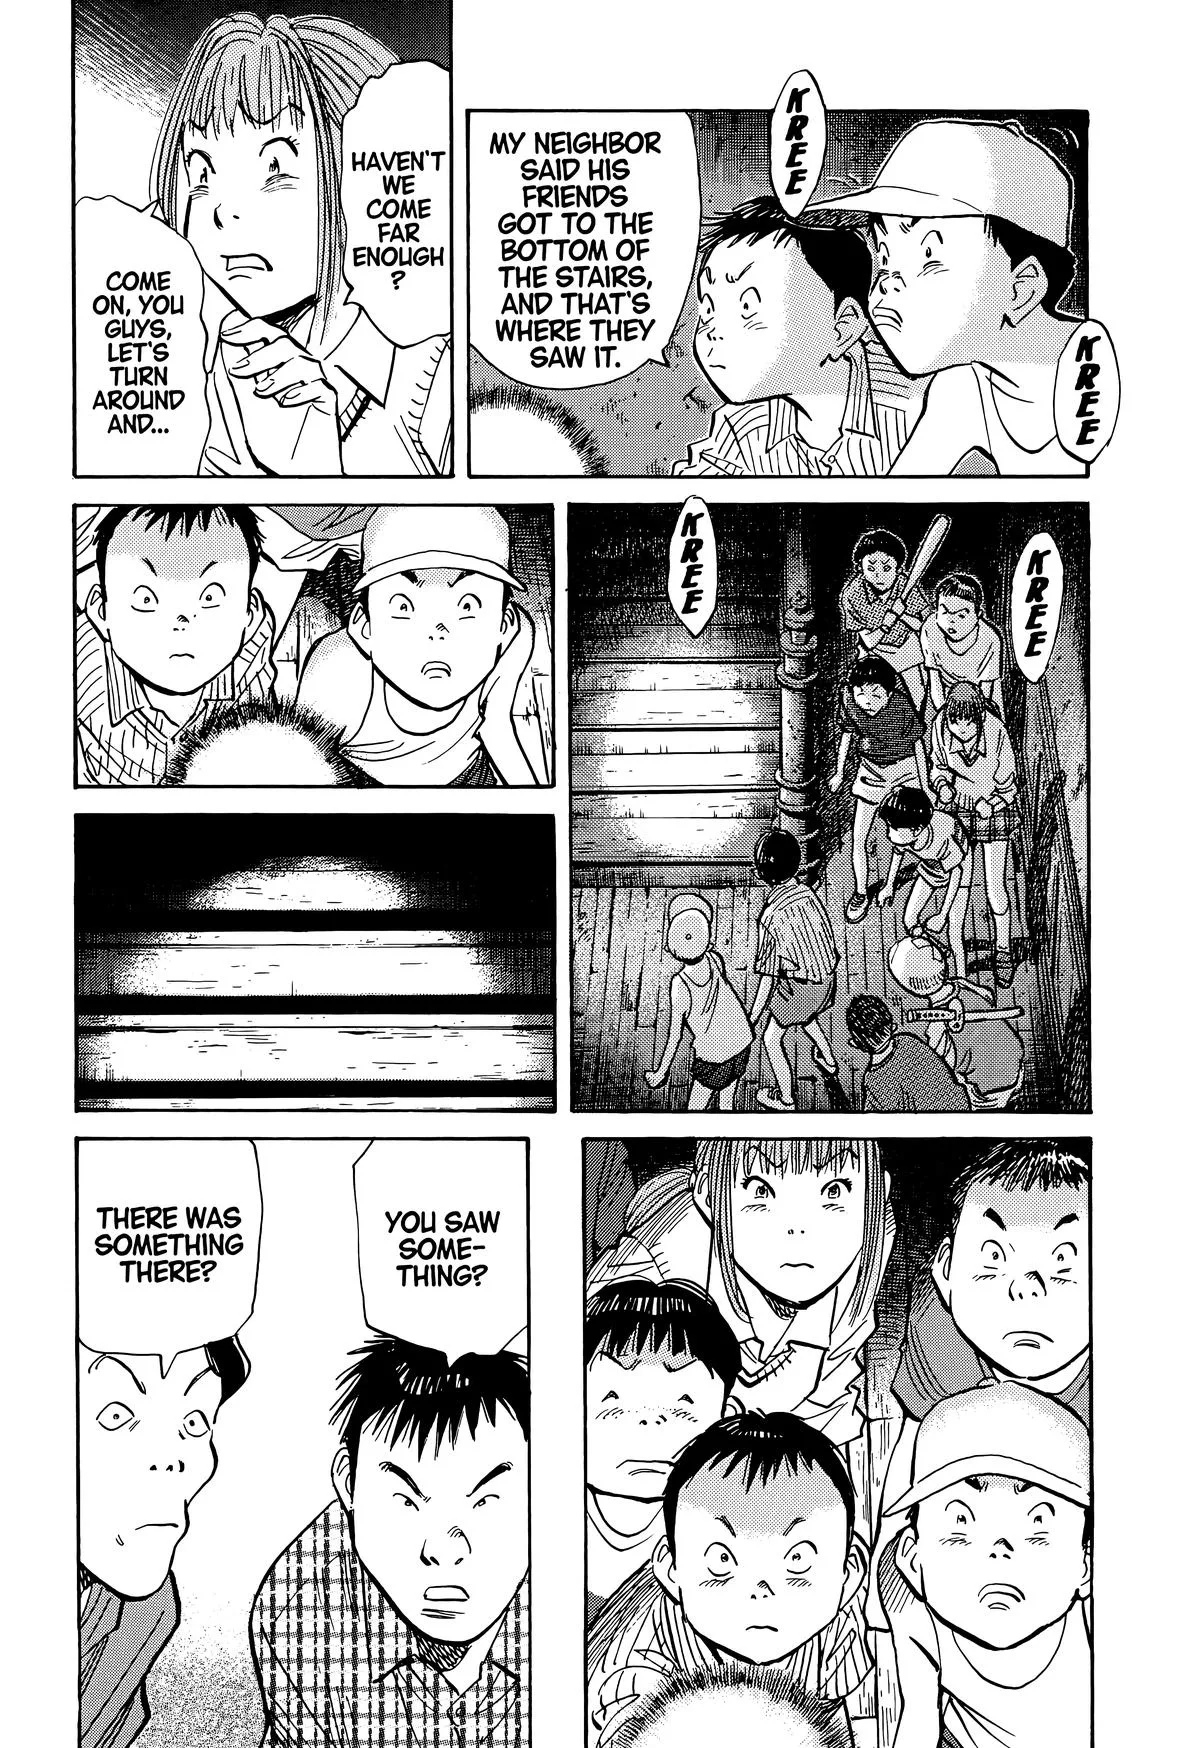 HAVEN'T
WE
COME
FAR
ENOUGH
?
COME
ON, YOU
GUYS,
LET'S
TURN
AROUND
AND...
MY NEIGHBOR
SAID HIS
FRIENDS
GOT TO THE
BOTTOM OF
THE STAIRS,
AND THAT'S
WHERE THEY
SAW IT.
KREE
KREE
KREE
KREE
THERE WAS
SOMETHING
THERE?
YOU SAW
SOME-
THING?